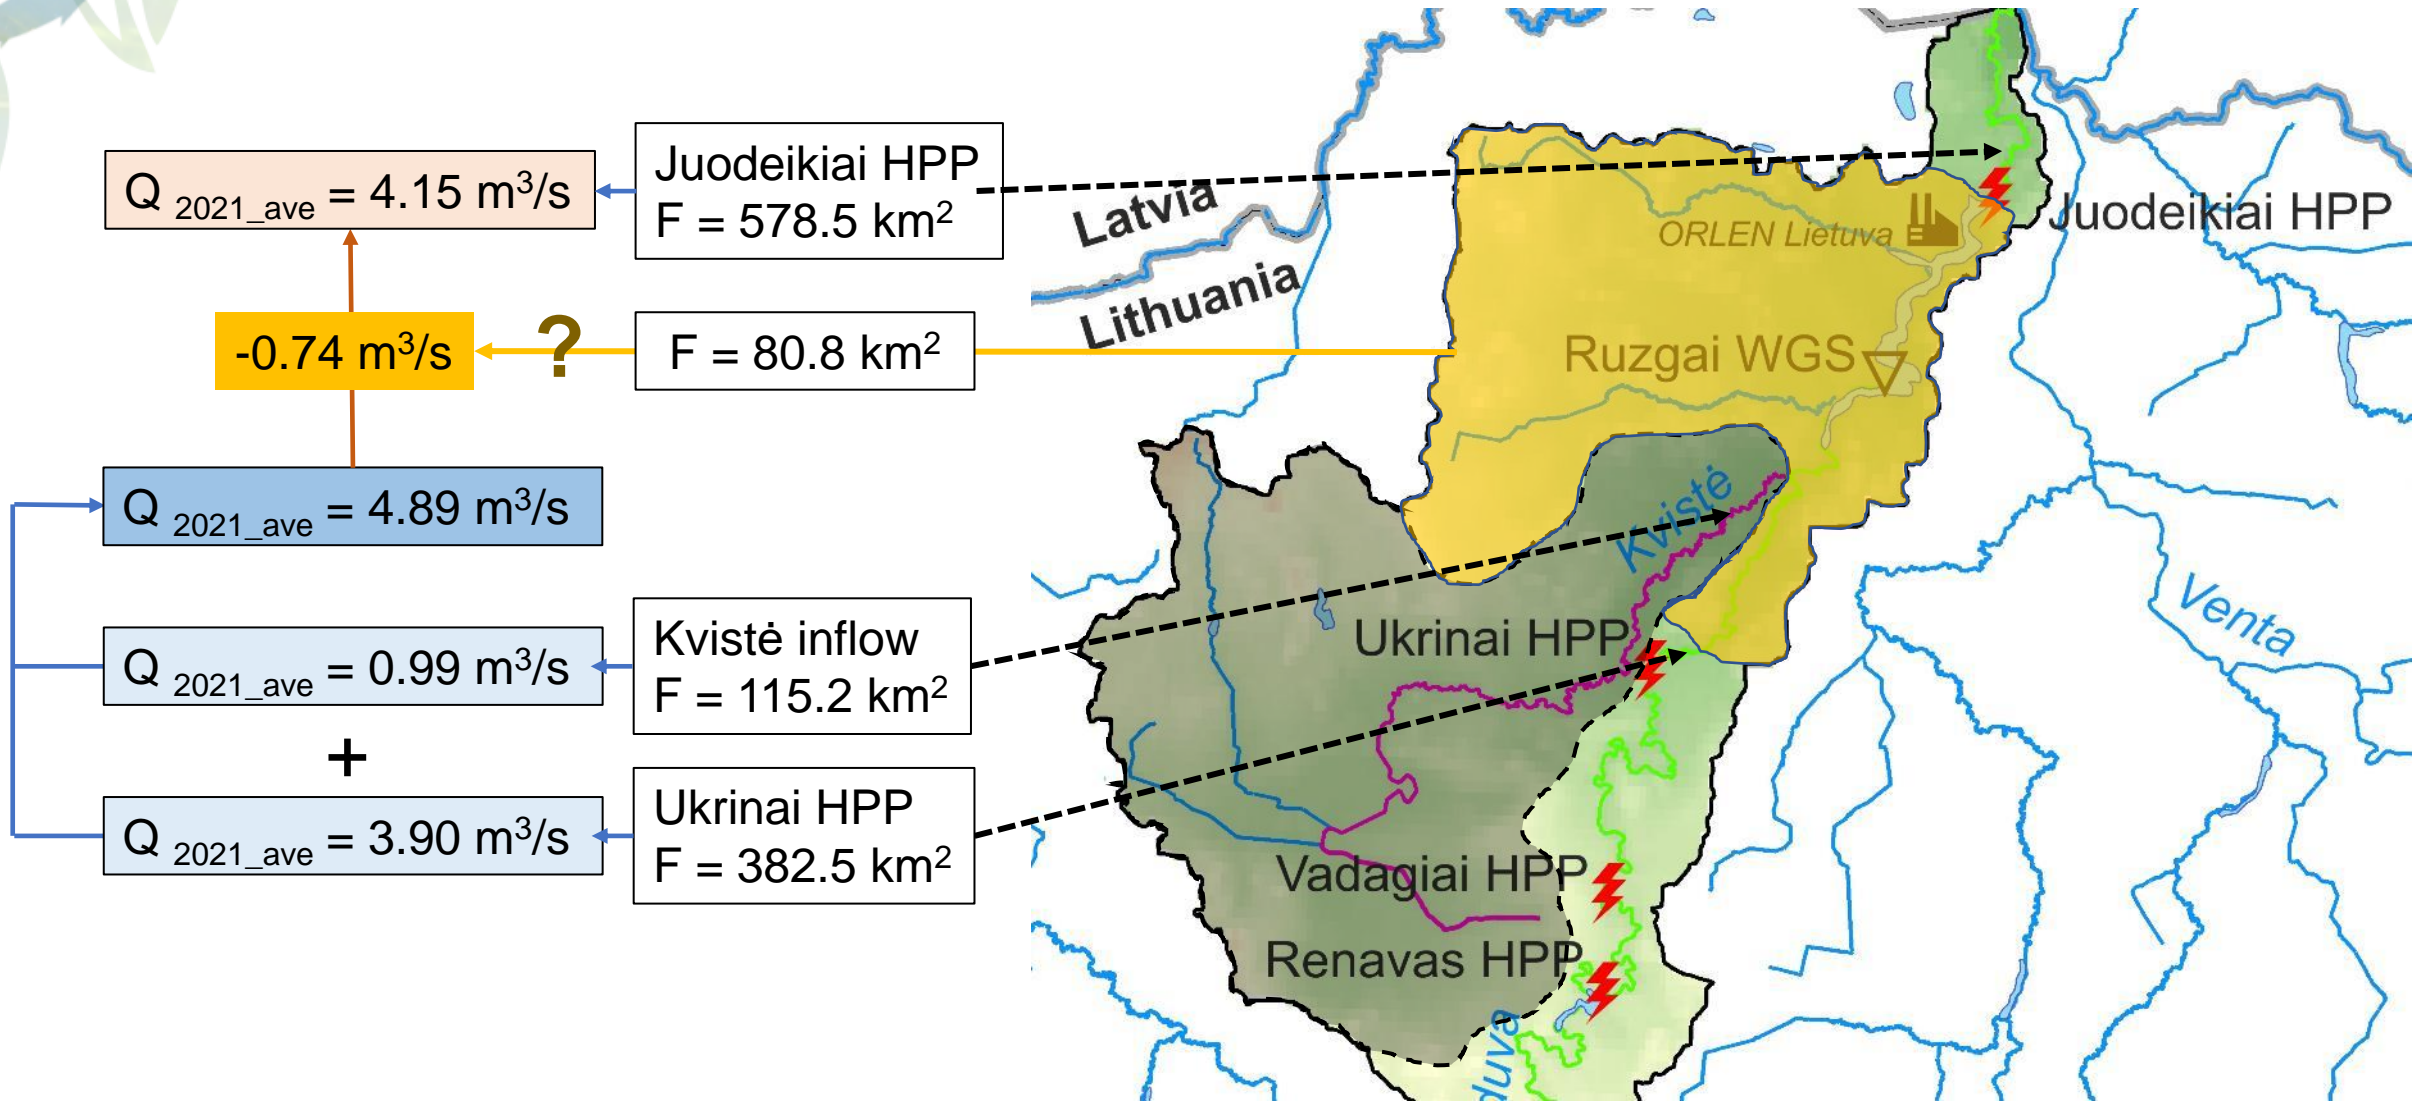 Q 2021_ave = 4.15 m³/s
Juodeikiai HPP
F = 578.5 km²
-0.74 m³/s
?
F = 80.8 km²
Q 2021_ave = 4.89 m³/s
Q 2021_ave = 0.99 m³/s
Kvistė inflow
F = 115.2 km²
+
Q 2021_ave = 3.90 m³/s
Ukrinai HPP
F = 382.5 km²
Latvia
Lithuania
ORLEN Lietuva
Juodeikiai HPP
Ruzgai WGS
Kvistė
Ukrinai HPP
Venta
Vadagiai HPP
Renavas HPP
duva